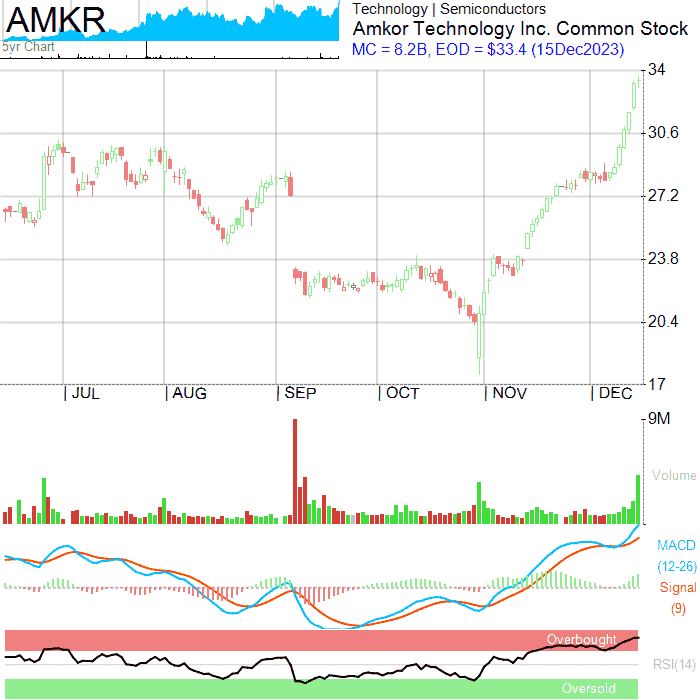 AMKR
5yr Chart
Technology | Semiconductors
Amkor Technology Inc. Common Stock
MC = 8.2B, EOD = $33.4 (15Dec2023)
34
30.6
27.2
23.8
20.4
17
JUL AUG SEP OCT NOV DEC
9M
Volume
MACD
(12-26)
Signal
(9)
Overbought
RSI(14)
Oversold